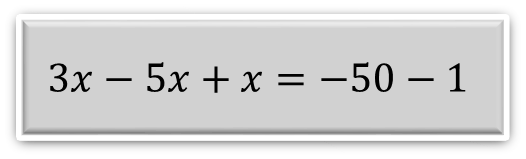 3x − 5x + x = −50 − 1